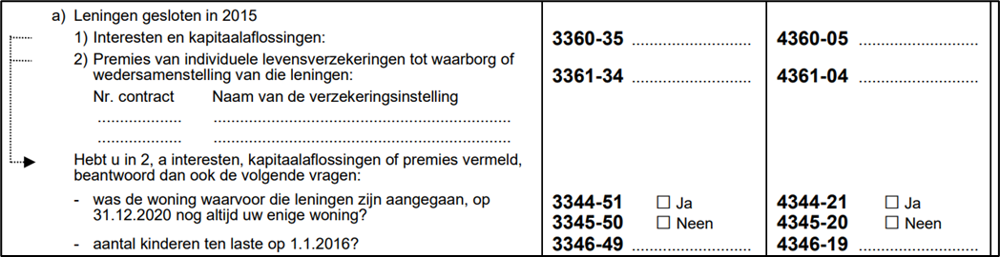 a) Leningen gesloten in 2015
1) Interesten en kapitaalaflossingen: 3360-35 ........................ 4360-05 ........................
2) Premies van individuele levensverzekeringen tot waarborg of
wedersamenstelling van die leningen: 3361-34 ........................ 4361-04 ........................
Nr. contract Naam van de verzekeringsinstelling
.................. ................................................................
.................. ................................................................
Hebt u in 2, a interesten, kapitaalaflossingen of premies vermeld,
beantwoord dan ook de volgende vragen:
- was de woning waarvoor die leningen zijn aangegaan, op 3344-51 ☐ Ja 4344-21 ☐ Ja
31.12.2020 nog altijd uw enige woning? 3345-50 ☐ Neen 4345-20 ☐ Neen
- aantal kinderen ten laste op 1.1.2016? 3346-49 ........................ 4346-19 ........................